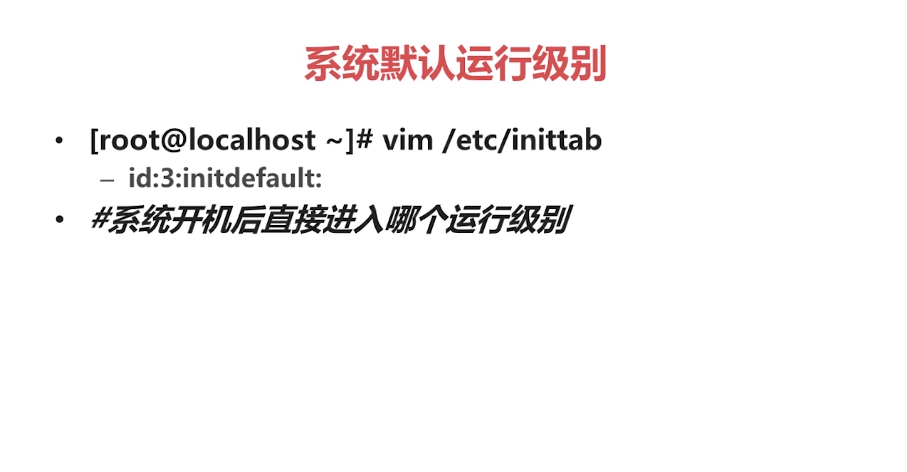 系统默认运行级别
• [root@localhost ~]# vim /etc/inittab
– id:3:initdefault:
• #系统开机后直接进入哪个运行级别